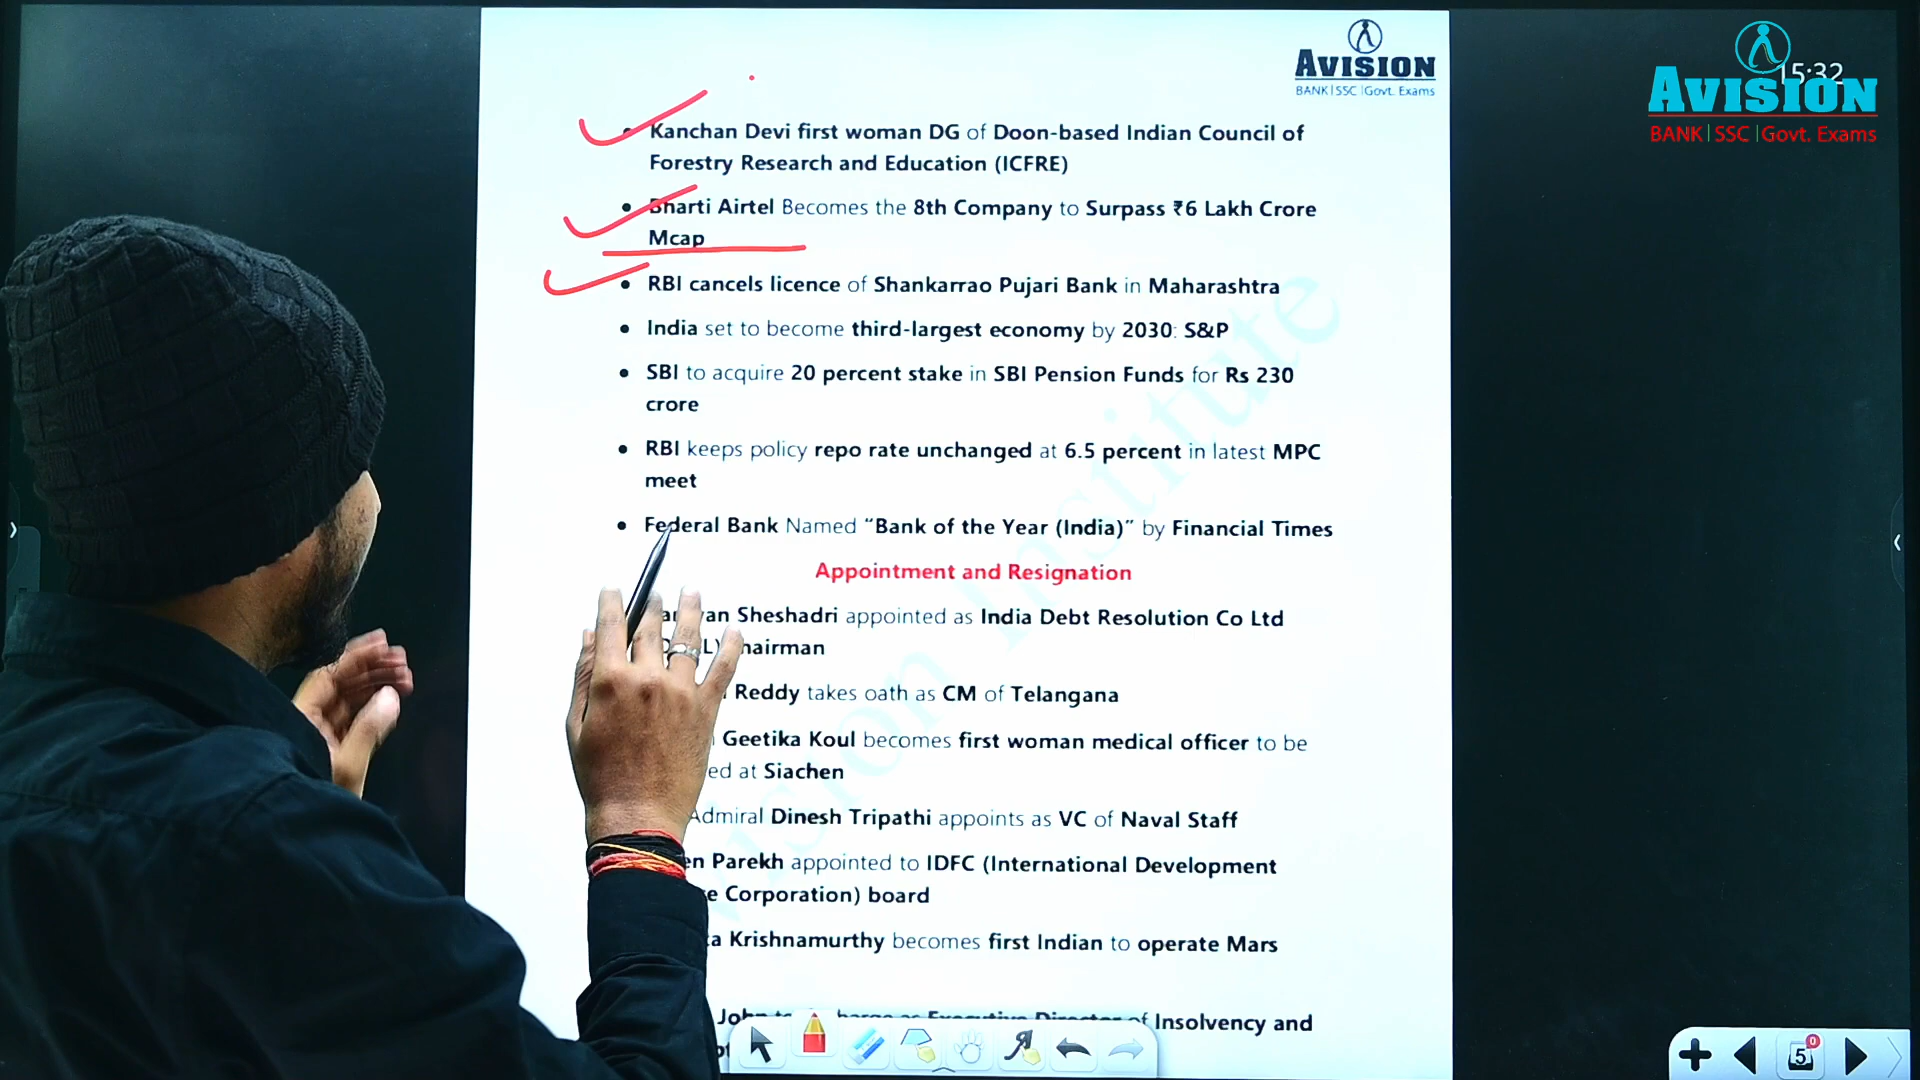 AVISION
BANK|SSC|Govt. Exams
15:32
AVISION
BANK|SSC|Govt. Exams
• Kanchan Devi first woman DG of Doon-based Indian Council of
Forestry Research and Education (ICFRE)
• Bharti Airtel Becomes the 8th Company to Surpass ₹6 Lakh Crore
Mcap
• RBI cancels licence of Shankarrao Pujari Bank in Maharashtra
• India set to become third-largest economy by 2030: S&P
• SBI to acquire 20 percent stake in SBI Pension Funds for Rs 230
crore
• RBI keeps policy repo rate unchanged at 6.5 percent in latest MPC
meet
• Federal Bank Named “Bank of the Year (India)” by Financial Times
Appointment and Resignation
Sheshadri appointed as India Debt Resolution Co Ltd
Reddy takes oath as CM of Telangana
Geetika Koul becomes first woman medical officer to be
at Siachen
Admiral Dinesh Tripathi appoints as VC of Naval Staff
Parekh appointed to IDFC (International Development
Corporation) board
Krishnamurthy becomes first Indian to operate Mars
of Insolvency and
5
0